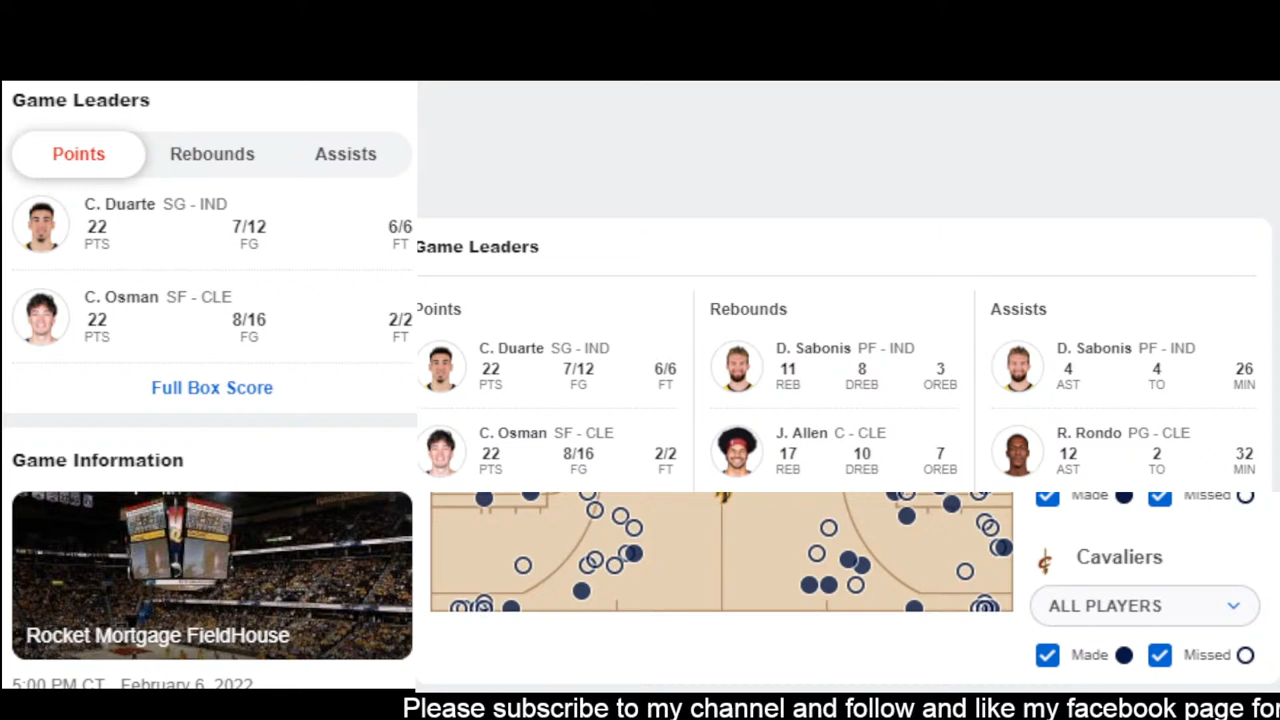 Game Leaders
Points Rebounds Assists
C. Duarte SG - IND
22 7/12 6/6
PTS FG FT
C. Osman SF - CLE
22 8/16 2/2
PTS FG FT
Full Box Score
Game Information
Rocket Mortgage FieldHouse
5:00 PM CT, February 6, 2022
Game Leaders
Points
C. Duarte SG - IND
22 7/12 6/6
PTS FG FT
C. Osman SF - CLE
22 8/16 2/2
PTS FG FT
Rebounds
D. Sabonis PF - IND
11 8 3
REB DREB OREB
J. Allen C - CLE
17 10 7
REB DREB OREB
Assists
D. Sabonis PF - IND
4 4 26
AST TO MIN
R. Rondo PG - CLE
12 2 32
AST TO MIN
Made Missed
Cavaliers
ALL PLAYERS
Made Missed
Please subscribe to my channel and follow and like my facebook page for